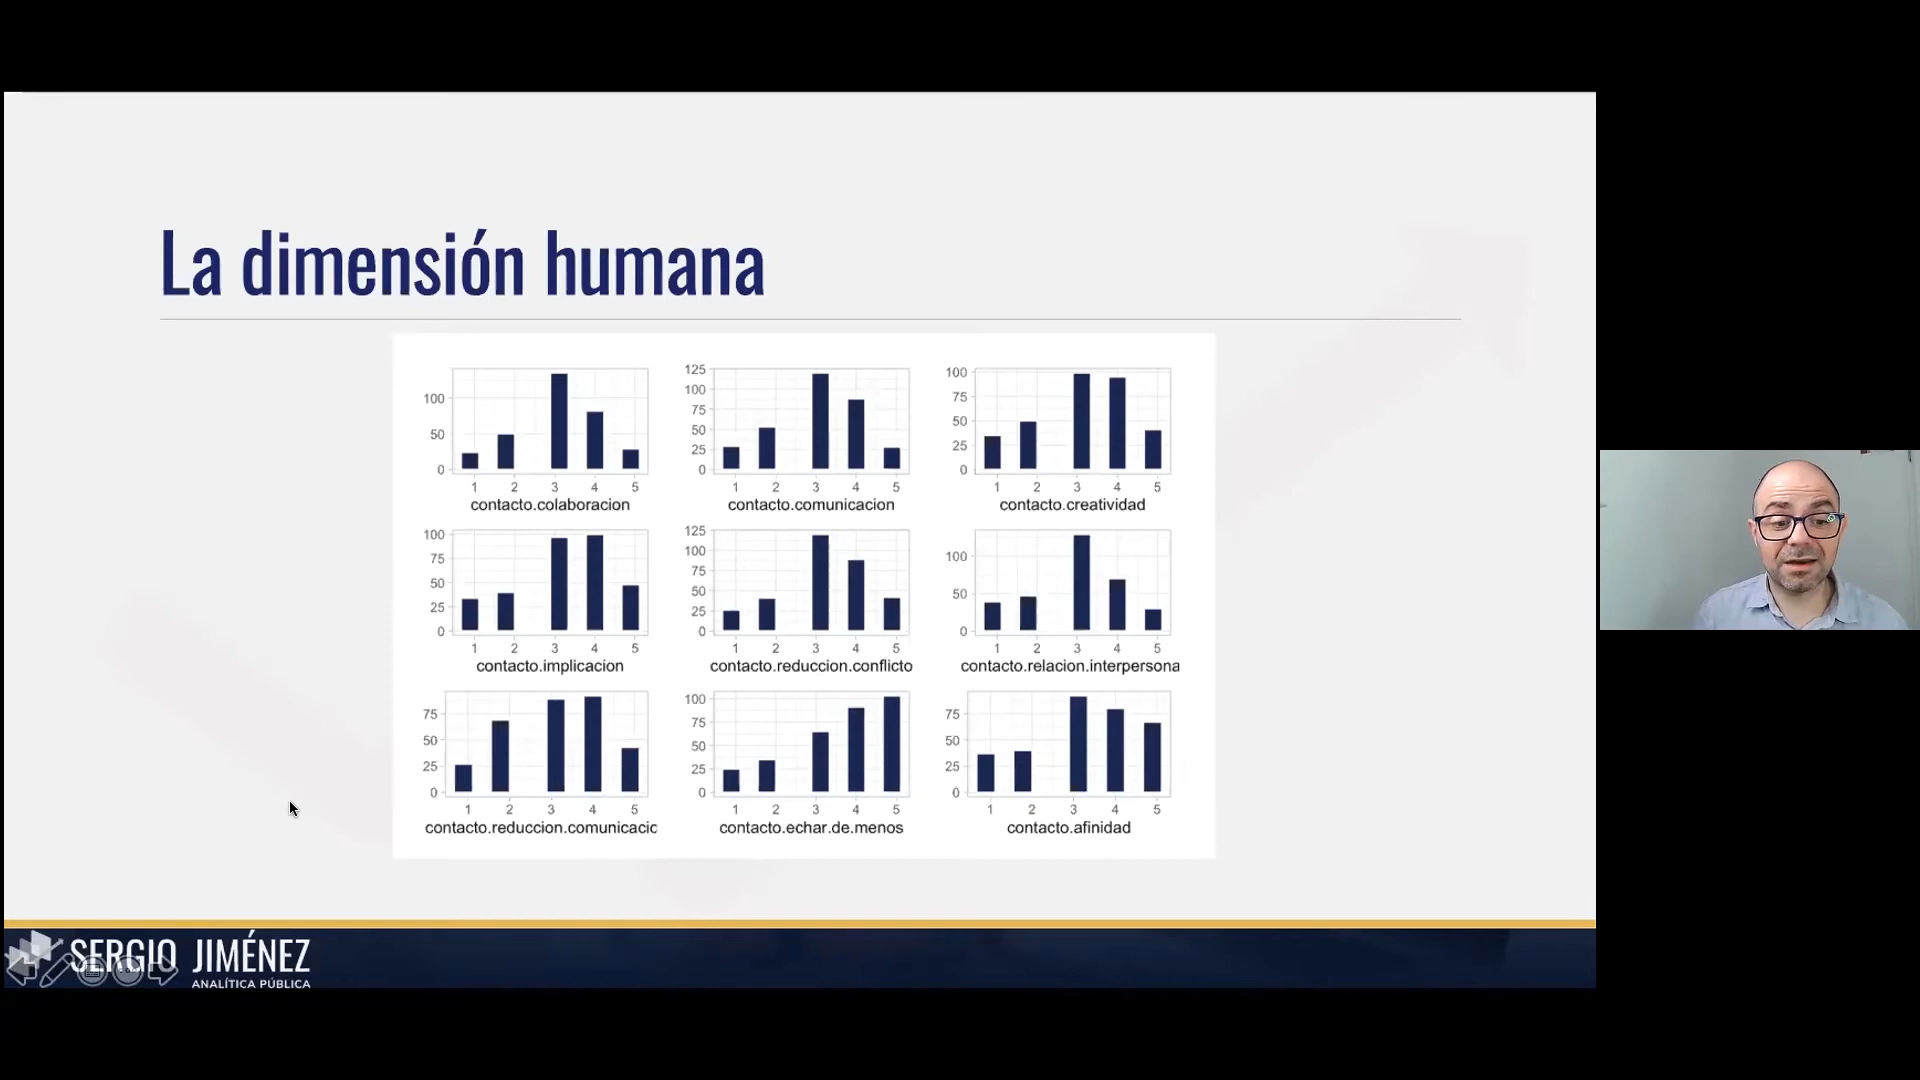 La dimensión humana
100
50
0
1 2 3 4 5
contacto.colaboracion
125
100
75
50
25
0
1 2 3 4 5
contacto.comunicacion
100
75
50
25
0
1 2 3 4 5
contacto.creatividad
100
75
50
25
0
1 2 3 4 5
contacto.implicacion
125
100
75
50
25
0
1 2 3 4 5
contacto.reduccion.conflicto
100
50
0
1 2 3 4 5
contacto.relacion.interpersona
75
50
25
0
1 2 3 4 5
contacto.reduccion.comunicacic
100
75
50
25
0
1 2 3 4 5
contacto.echar.de.menos
75
50
25
0
1 2 3 4 5
contacto.afinidad
SERGIO JIMÉNEZ
ANALÍTICA PÚBLICA